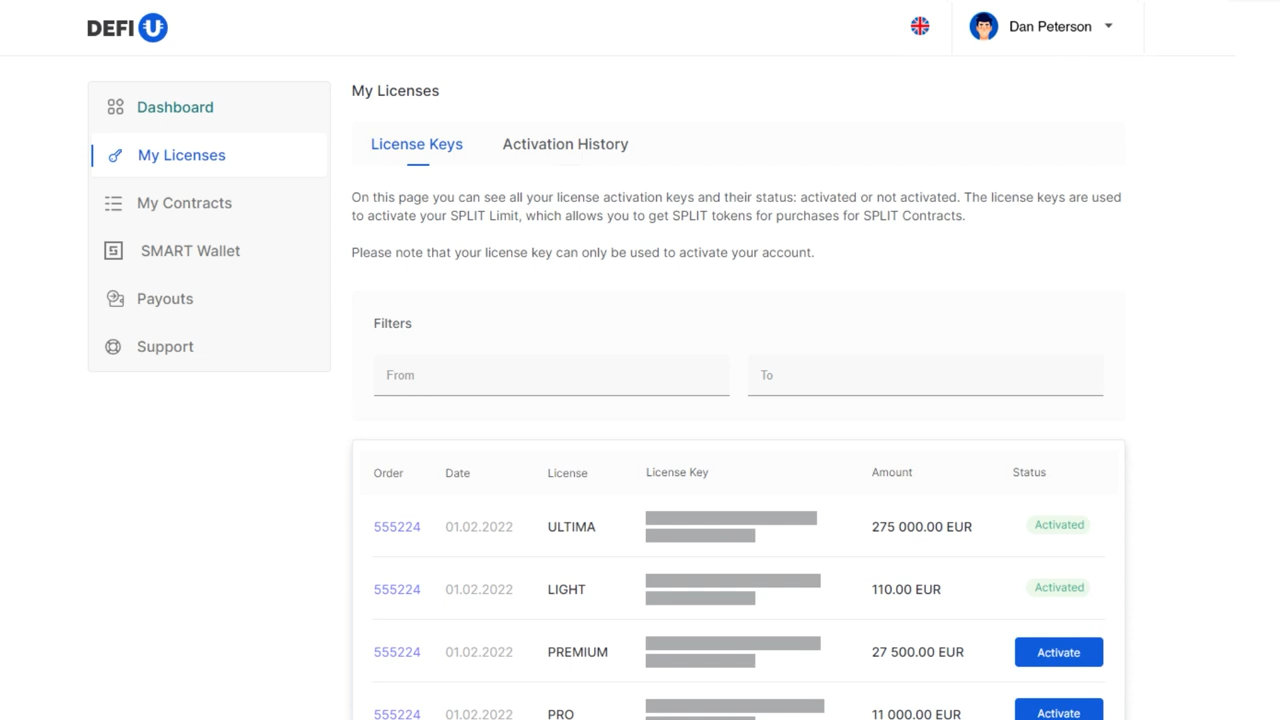 DEFI U
Dan Peterson
Dashboard
My Licenses
My Contracts
SMART Wallet
Payouts
Support
My Licenses
License Keys Activation History
On this page you can see all your license activation keys and their status: activated or not activated. The license keys are used
to activate your SPLIT Limit, which allows you to get SPLIT tokens for purchases for SPLIT Contracts.
Please note that your license key can only be used to activate your account.
Filters
From To
Order Date License License Key Amount Status
555224 01.02.2022 ULTIMA 275 000.00 EUR Activated
555224 01.02.2022 LIGHT 110.00 EUR Activated
555224 01.02.2022 PREMIUM 27 500.00 EUR Activate
555224 01.02.2022 PRO 11 000.00 EUR Activate